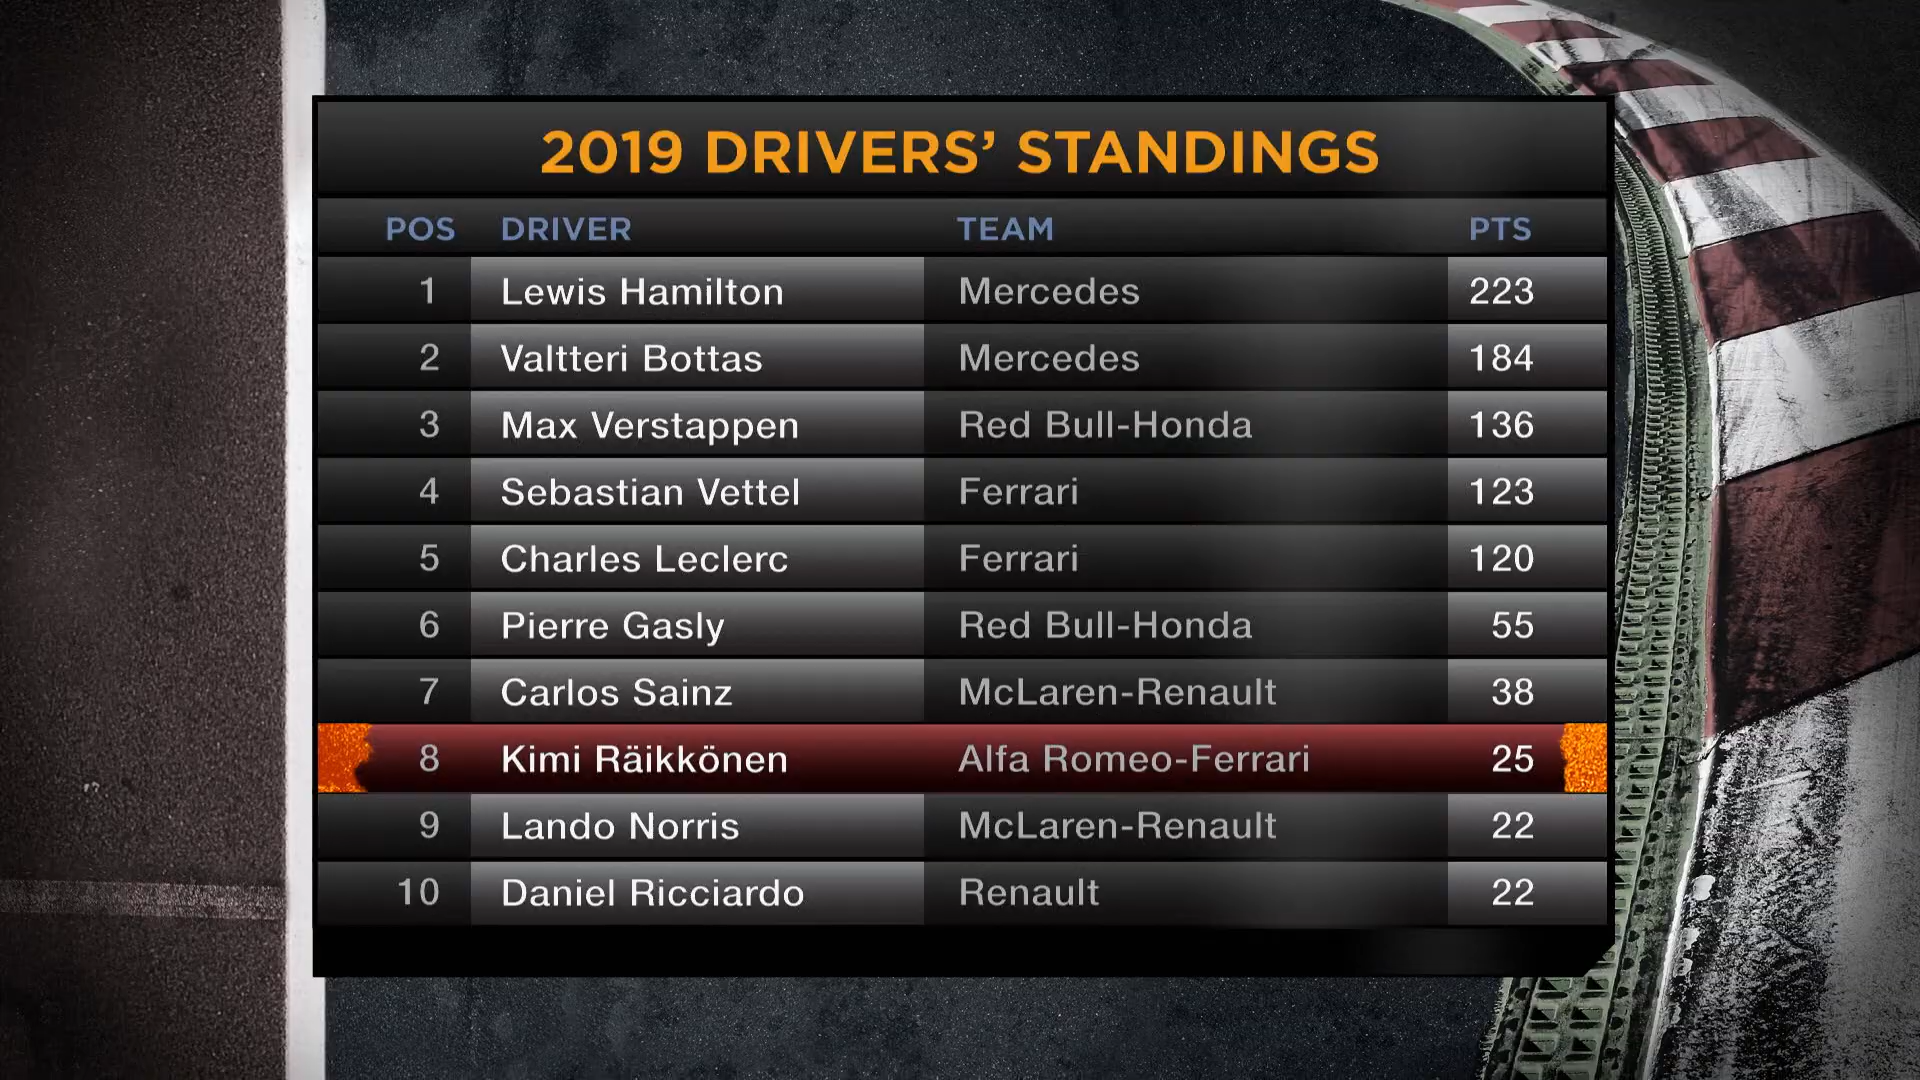 2019 DRIVERS’ STANDINGS
POS DRIVER TEAM PTS
1 Lewis Hamilton Mercedes 223
2 Valtteri Bottas Mercedes 184
3 Max Verstappen Red Bull-Honda 136
4 Sebastian Vettel Ferrari 123
5 Charles Leclerc Ferrari 120
6 Pierre Gasly Red Bull-Honda 55
7 Carlos Sainz McLaren-Renault 38
8 Kimi Räikkönen Alfa Romeo-Ferrari 25
9 Lando Norris McLaren-Renault 22
10 Daniel Ricciardo Renault 22